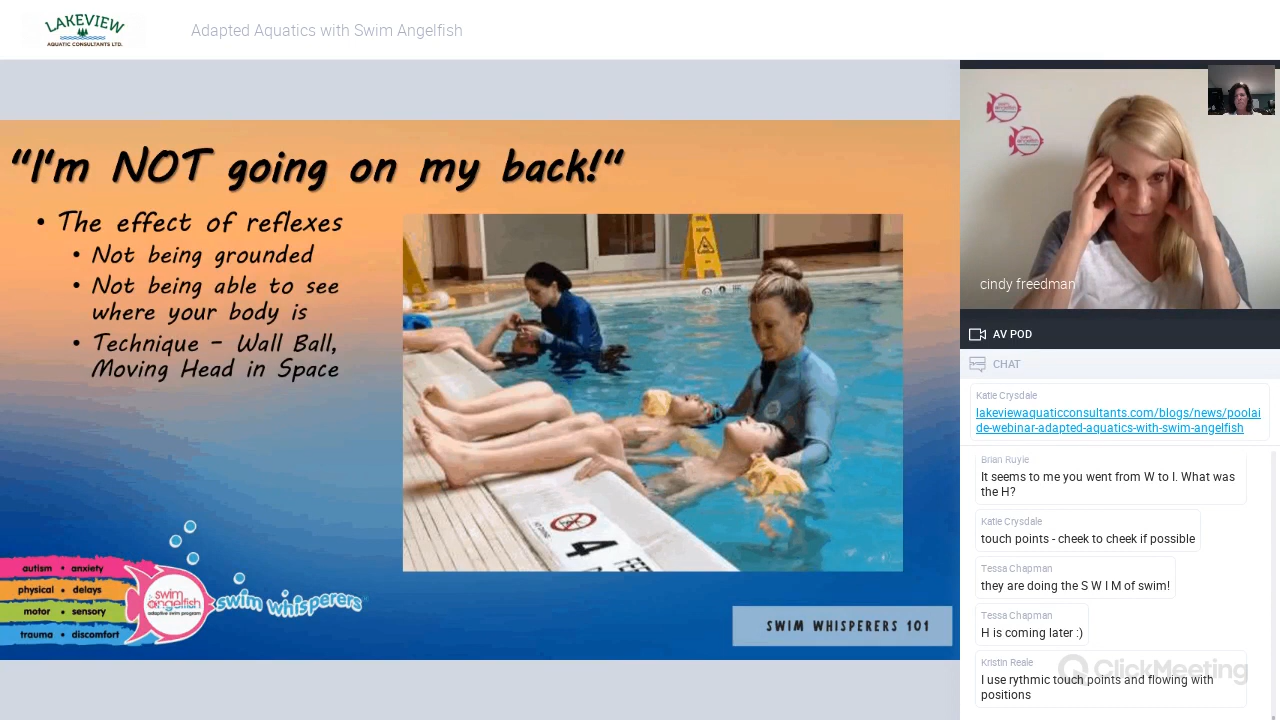 LAKEVIEW
AQUATIC CONSULTANTS LTD.
Adapted Aquatics with Swim Angelfish
"I'm NOT going on my back!"
• The effect of reflexes
• Not being grounded
• Not being able to see
where your body is
• Technique – Wall Ball,
Moving Head in Space
4
autism • anxiety
physical • delays
motor • sensory
trauma • discomfort
swim
angelfish
adaptive swim program
swim whisperers
SWIM WHISPERERS 101
cindy freedman
AV POD
CHAT
Katie Crysdale
lakeviewaquaticconsultants.com/blogs/news/poolai
de-webinar-adapted-aquatics-with-swim-angelfish
Brian Ruyle
It seems to me you went from W to I. What was
the H?
Katie Crysdale
touch points - cheek to cheek if possible
Tessa Chapman
they are doing the S W I M of swim!
Tessa Chapman
H is coming later :)
Kristin Reale
I use rythmic touch points and flowing with
positions
ClickMeeting